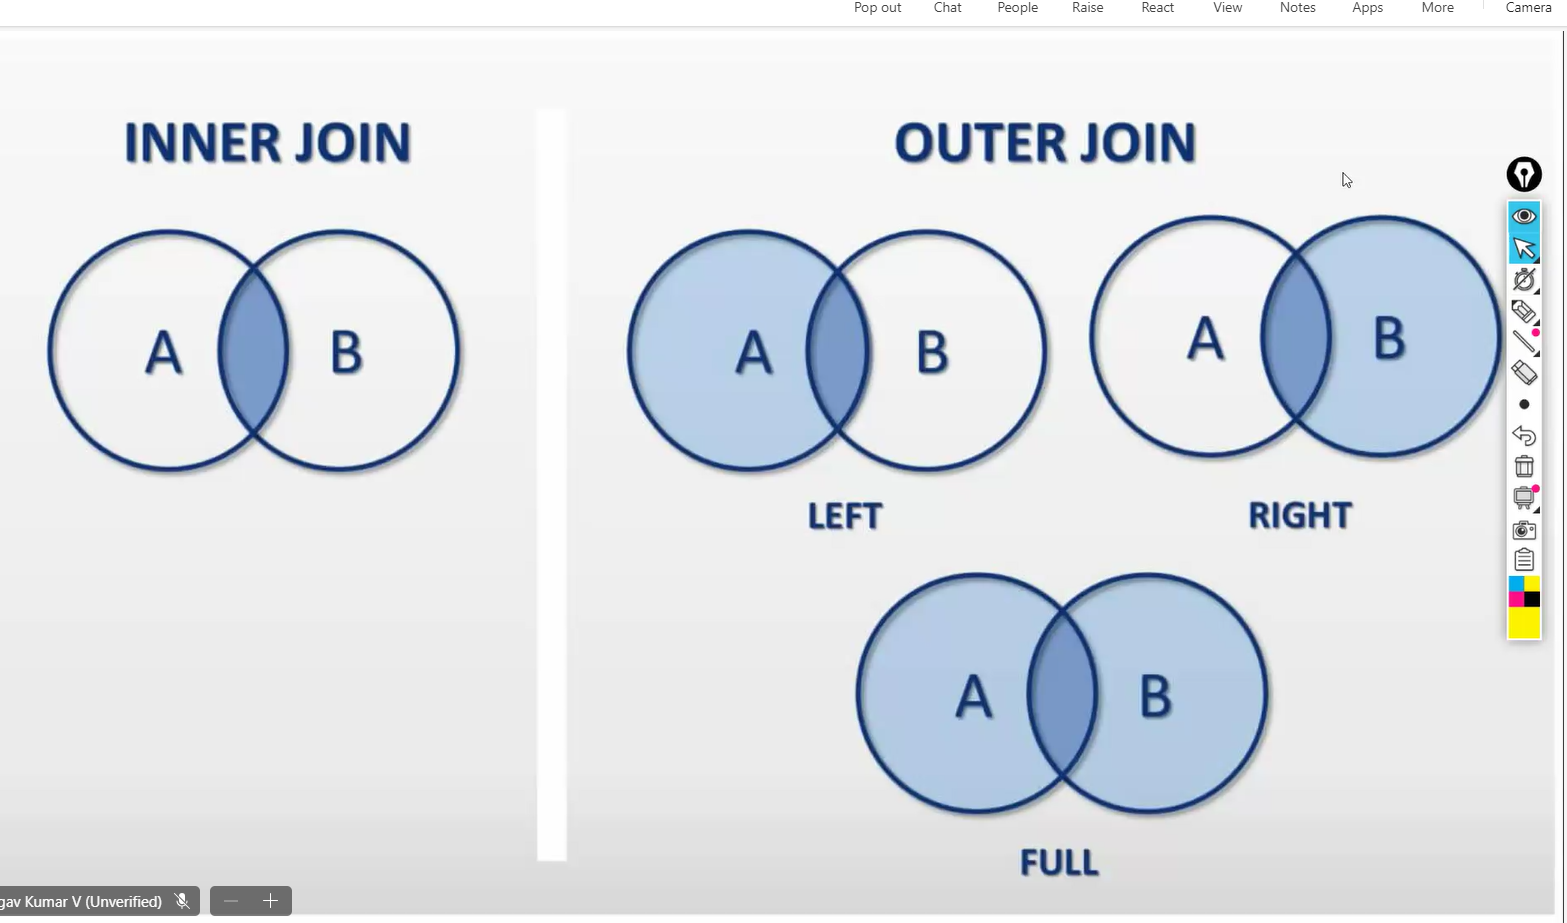 Pop out Chat People Raise React View Notes Apps More Camera
INNER JOIN
OUTER JOIN
A B
A B
A B
LEFT
RIGHT
A B
FULL
Kumar V (Unverified)